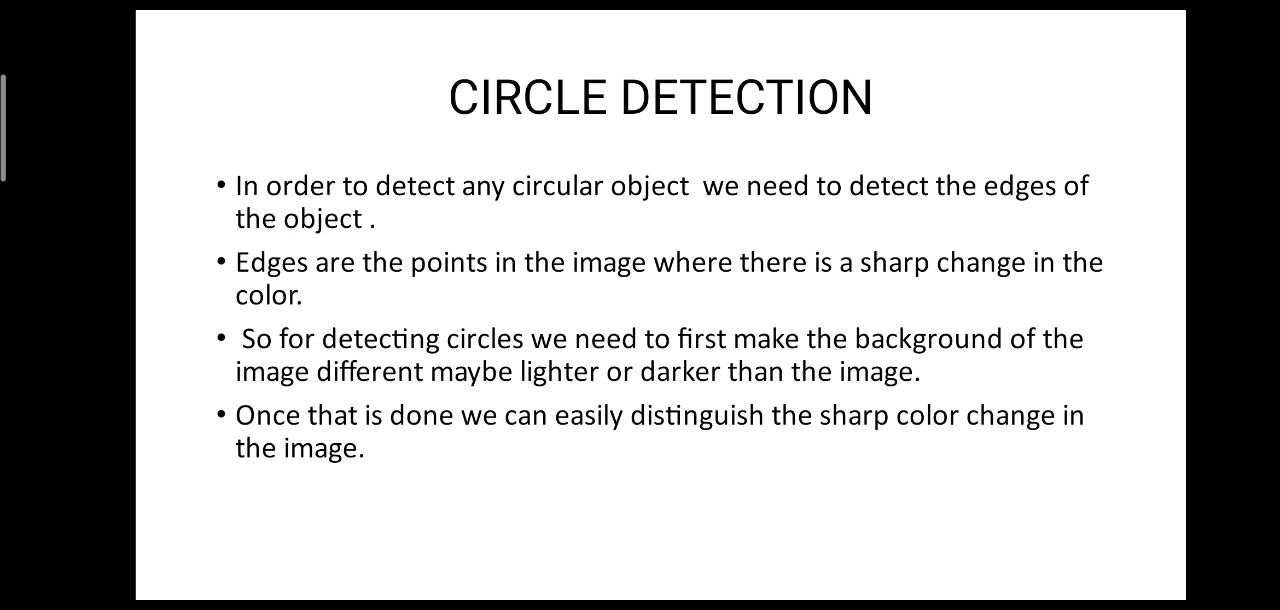 CIRCLE DETECTION
• In order to detect any circular object  we need to detect the edges of
the object .
• Edges are the points in the image where there is a sharp change in the
color.
•  So for detecting circles we need to first make the background of the
image different maybe lighter or darker than the image.
• Once that is done we can easily distinguish the sharp color change in
the image.